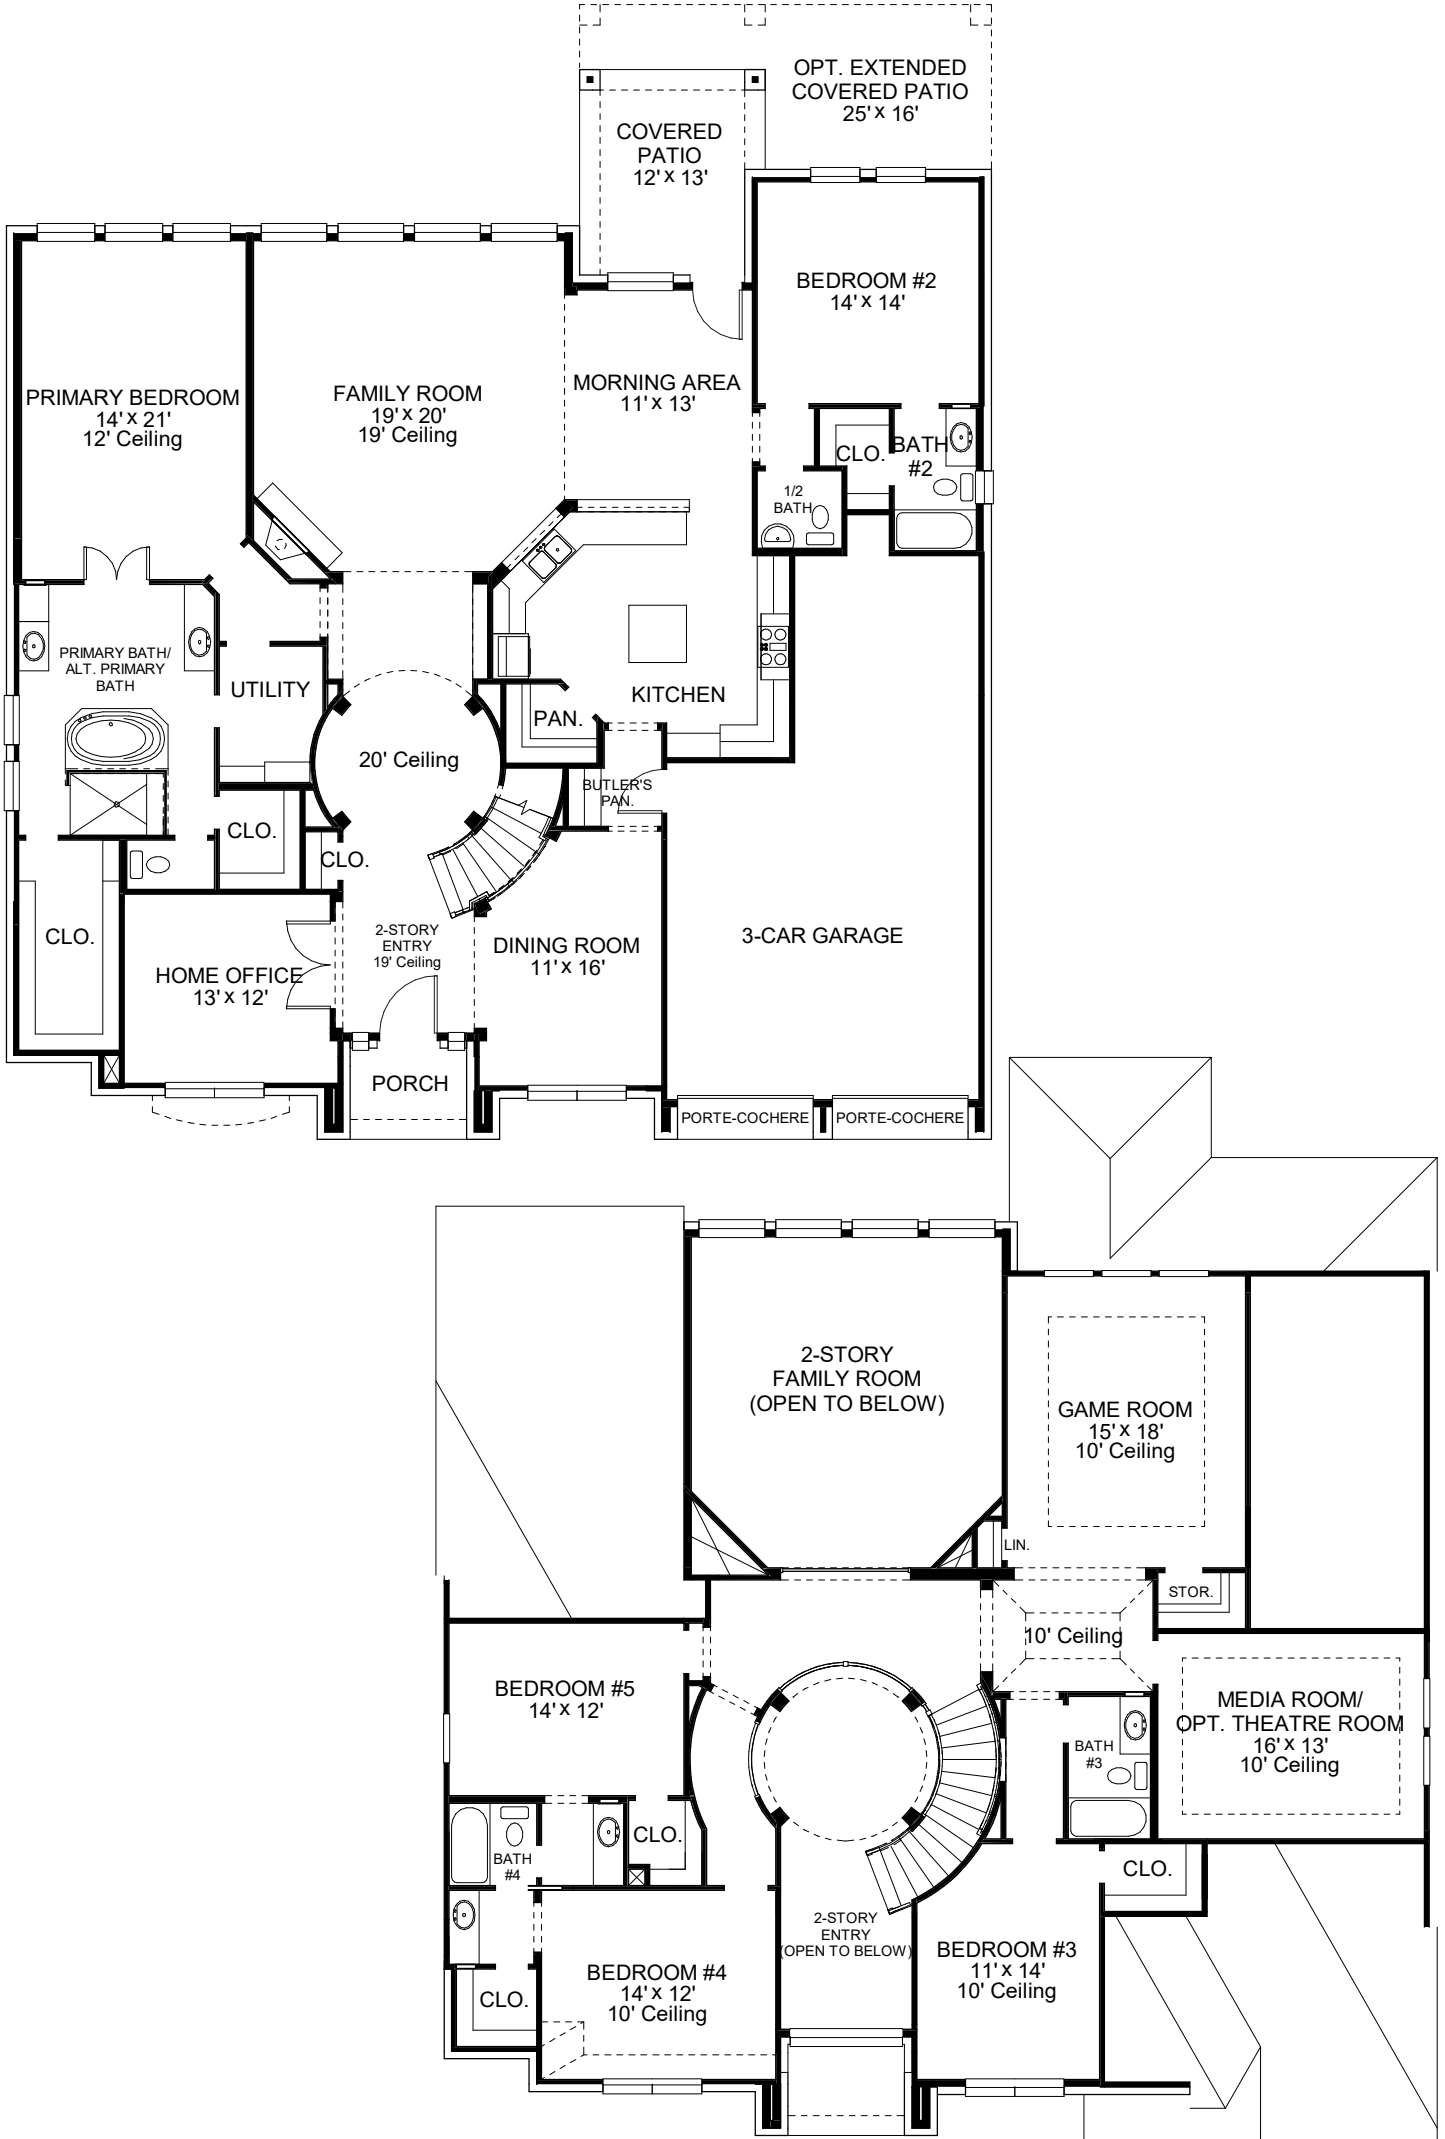 OPT. EXTENDED
COVERED PATIO
25' x 16'
COVERED
PATIO
12' x 13'
BEDROOM #2
14' x 14'
PRIMARY BEDROOM
14' x 21'
12' Ceiling
FAMILY ROOM
19' x 20'
19' Ceiling
MORNING AREA
11' x 13'
CLO.
BATH
#2
1/2
BATH
PRIMARY BATH/
ALT. PRIMARY
BATH
UTILITY
KITCHEN
PAN.
20' Ceiling
BUTLER'S
PAN.
CLO.
CLO.
CLO.
2-STORY
ENTRY
19' Ceiling
DINING ROOM
11' x 16'
3-CAR GARAGE
HOME OFFICE
13' x 12'
PORCH
PORTE-COCHERE
PORTE-COCHERE
2-STORY
FAMILY ROOM
(OPEN TO BELOW)
GAME ROOM
15' x 18'
10' Ceiling
LIN.
STOR.
10' Ceiling
BEDROOM #5
14' x 12'
MEDIA ROOM/
OPT. THEATRE ROOM
16' x 13'
10' Ceiling
BATH
#3
CLO.
BATH
#4
CLO.
2-STORY
ENTRY
(OPEN TO BELOW)
BEDROOM #3
11' x 14'
10' Ceiling
BEDROOM #4
14' x 12'
10' Ceiling
CLO.